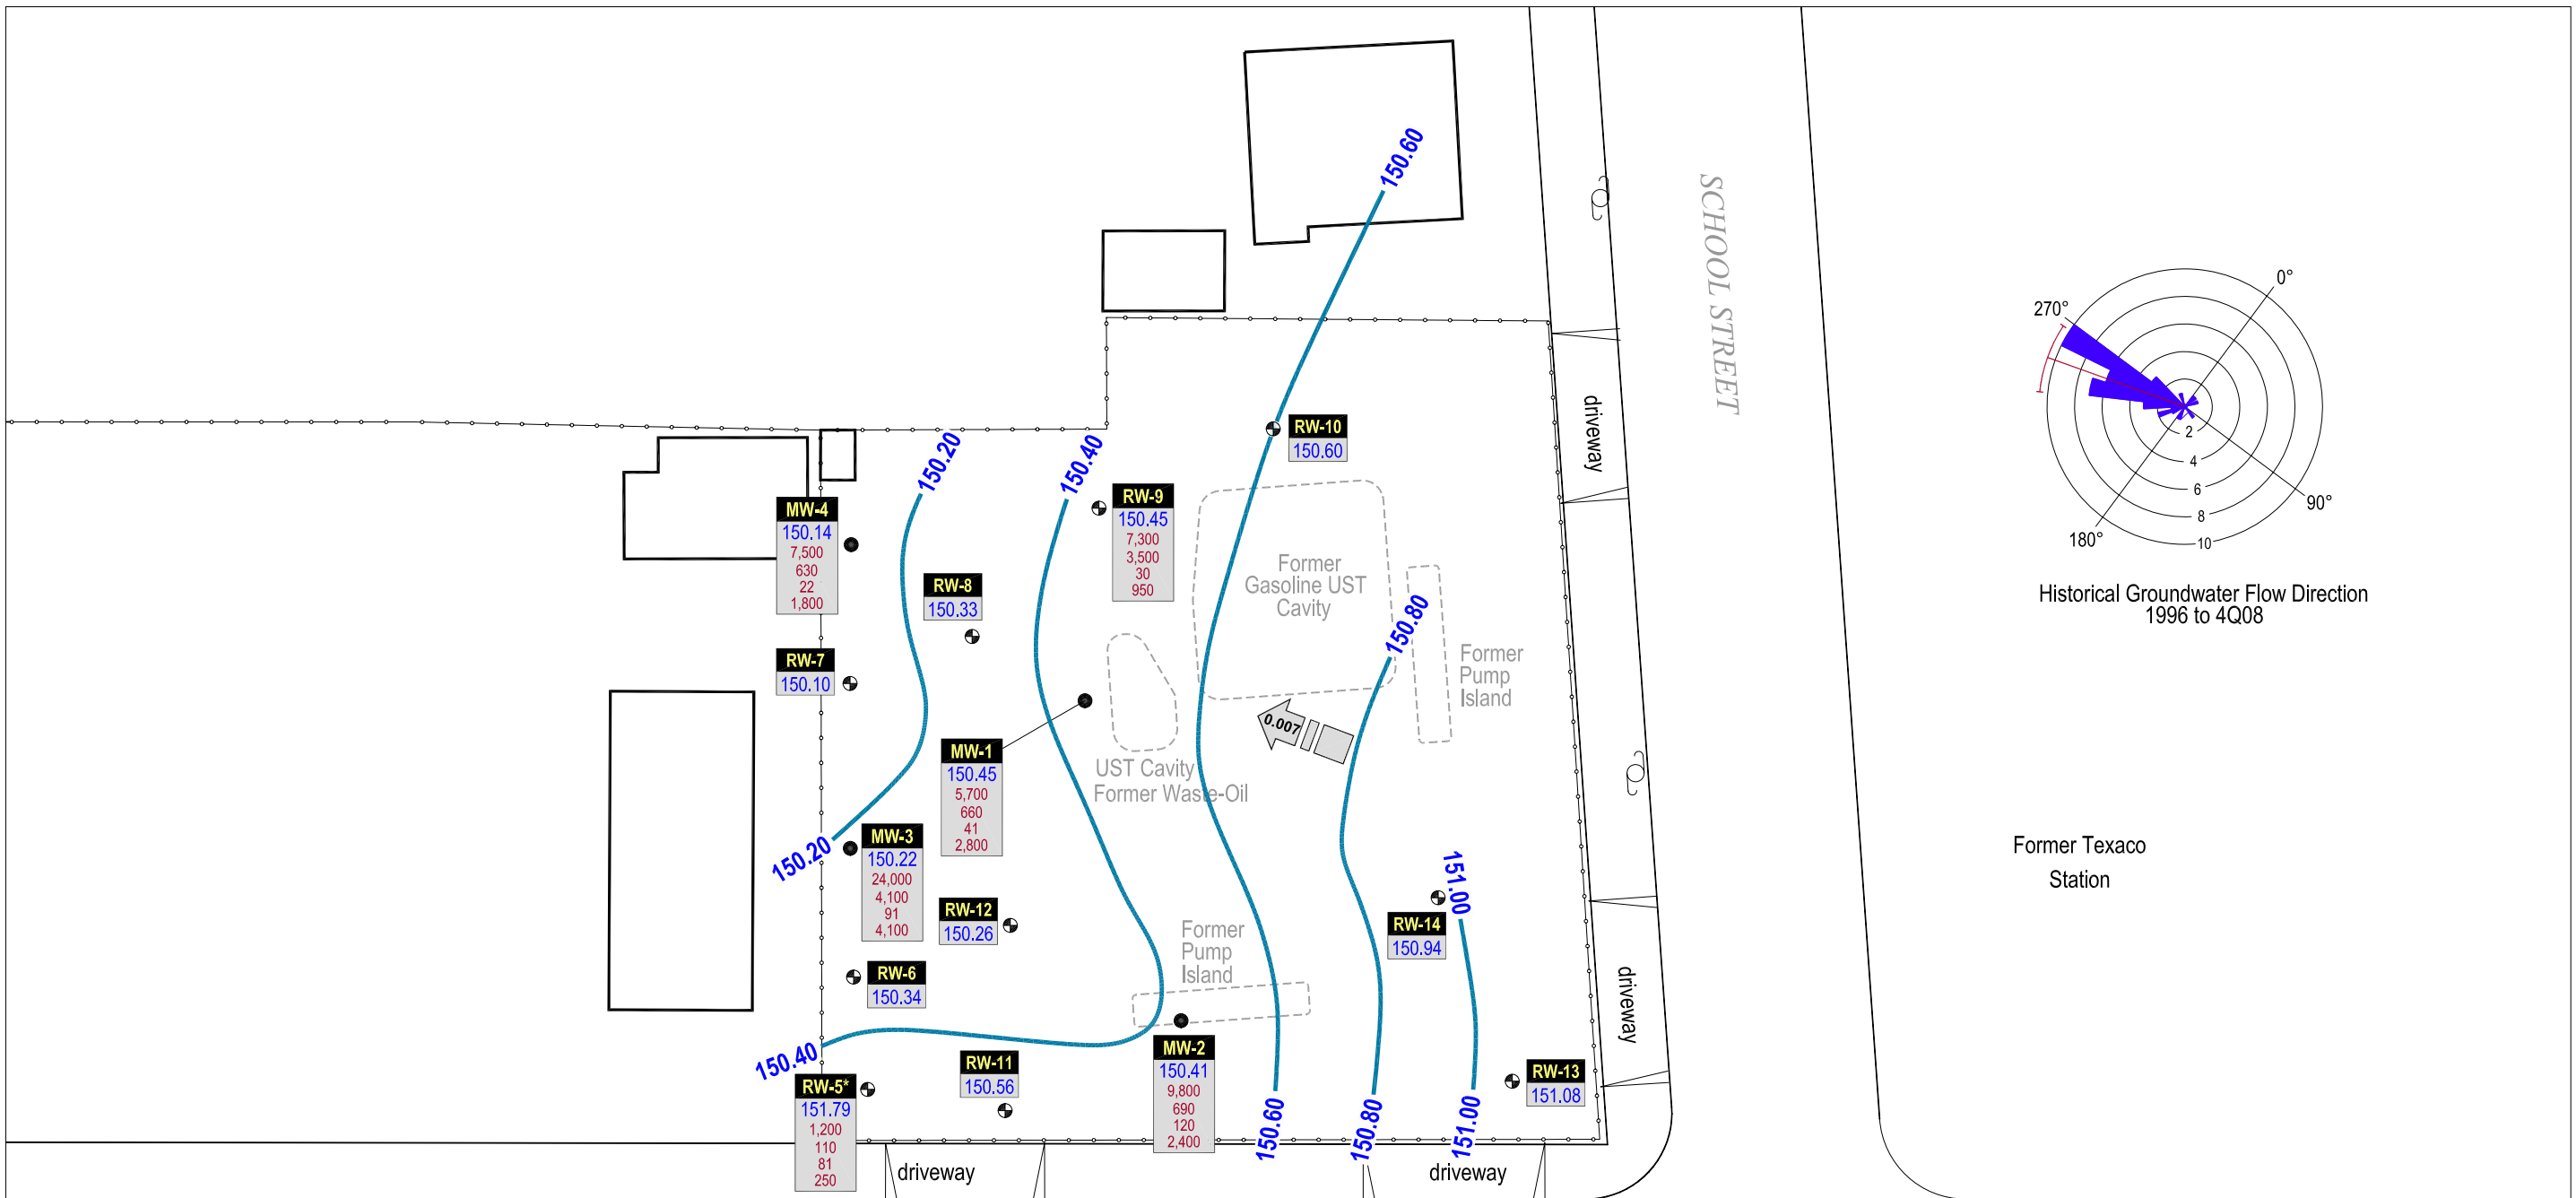 150.60
SCHOOL STREET
0°
270°
90°
180°
2
4
6
8
10
Historical Groundwater Flow Direction
1996 to 4Q08
Former Texaco
Station
driveway
RW-10
150.60
150.20
150.40
RW-9
150.45
7,300
3,500
30
950
MW-4
150.14
7,500
630
22
1,800
RW-8
150.33
Former
Gasoline UST
Cavity
150.80
Former
Pump
Island
RW-7
150.10
0.007
MW-1
150.45
5,700
660
41
2,800
UST Cavity
Former Waste-Oil
150.20
MW-3
150.22
24,000
4,100
91
4,100
151.00
RW-12
150.26
RW-14
150.94
Former
Pump
Island
RW-6
150.34
driveway
150.40
RW-5*
151.79
1,200
110
81
250
RW-11
150.56
MW-2
150.41
9,800
690
120
2,400
RW-13
151.08
150.60
150.80
151.00
driveway
driveway